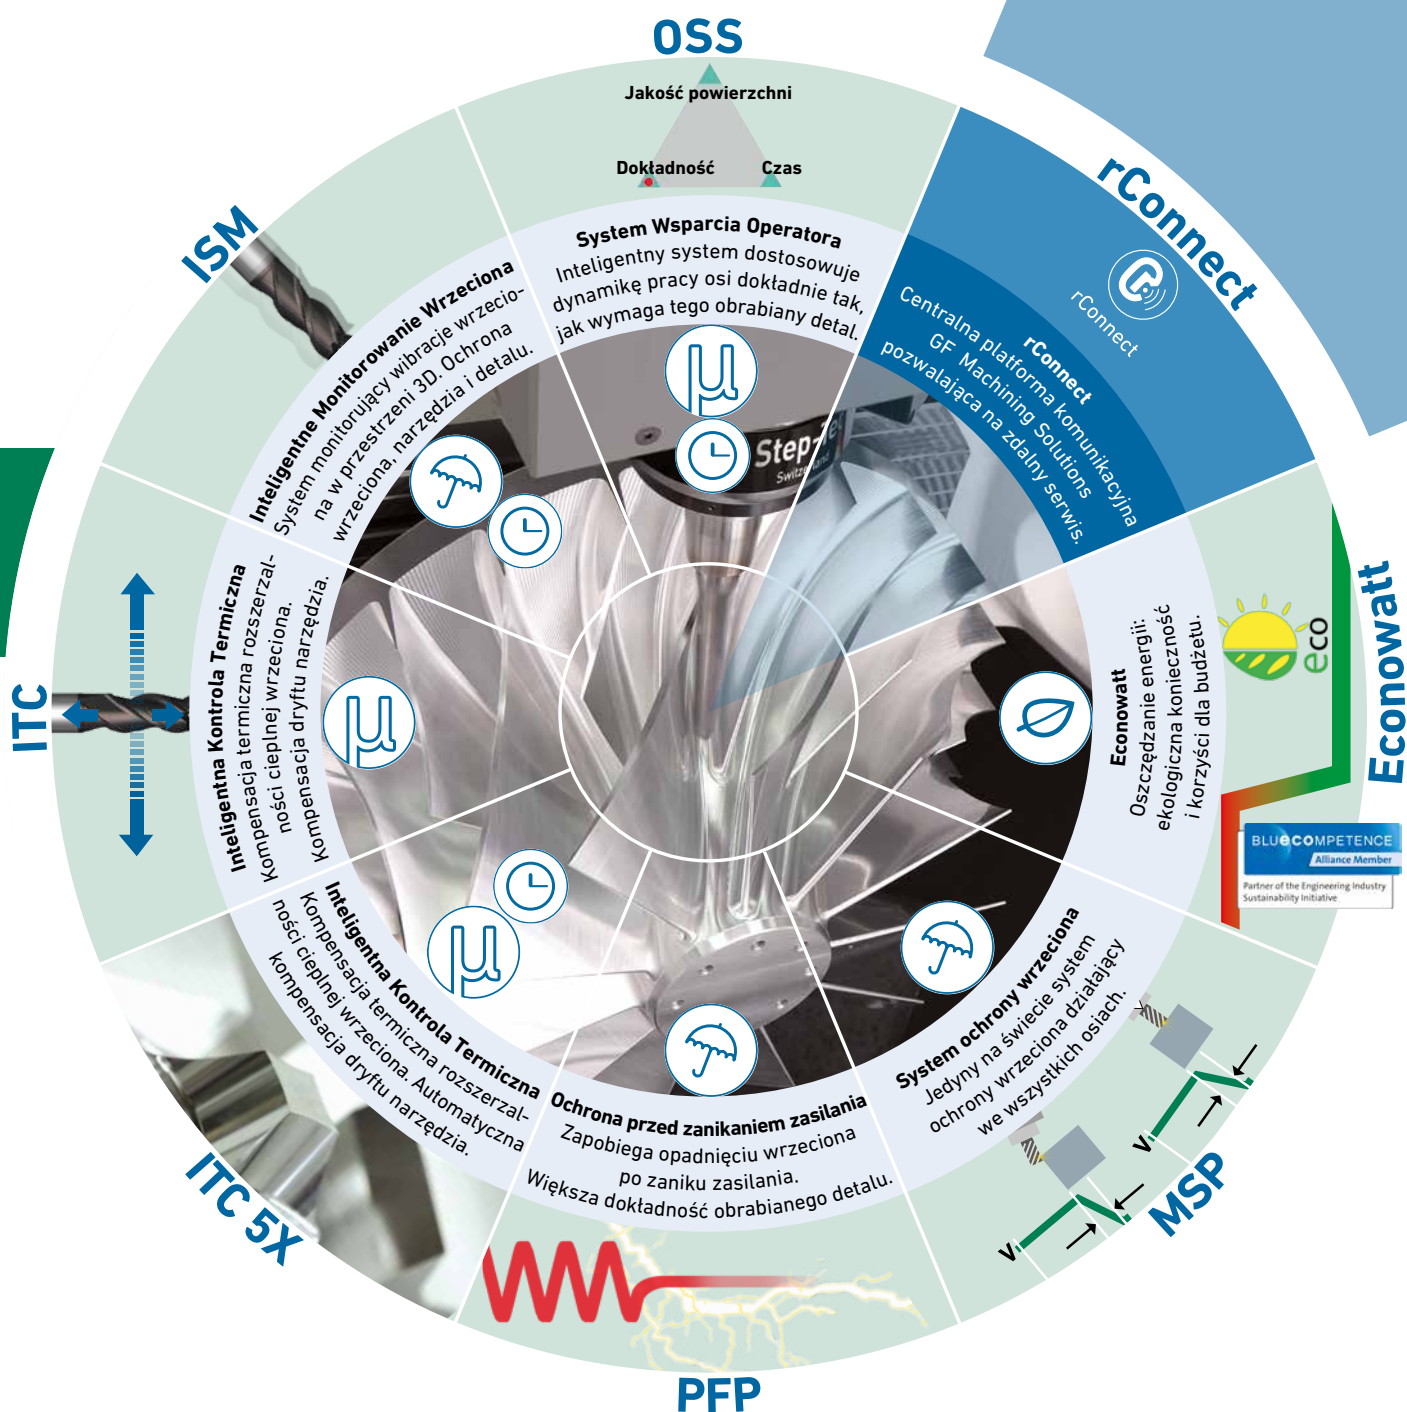 OSS
Jakość powierzchni
Dokładność
Czas
System Wsparcia Operatora
Inteligentny system dostosowuje
dynamikę pracy osi dokładnie tak,
jak wymaga tego obrabiany detal.
rConnect
rConnect
rConnect
Centralna platforma komunikacyjna
GF Machining Solutions
pozwalająca na zdalny serwis.
Econowatt
eco
Econowatt
Oszczędzanie energii:
ekologiczna konieczność
i korzyści dla budżetu.
BLUeCOMPETENCE
Alliance Member
Partner of the Engineering Industry
Sustainability Initiative
MSP
V
V
System ochrony wrzeciona
Jedyny na świecie system
ochrony wrzeciona działający
we wszystkich osiach.
PFP
Ochrona przed zanikaniem zasilania
Zapobiega opadnięciu wrzeciona
po zaniku zasilania.
Większa dokładność obrabianego detalu.
ITC 5X
Inteligentna Kontrola Termiczna
Kompensacja termiczna rozszerzal-
ności cieplnej wrzeciona. Automatyczna
kompensacja dryftu narzędzia.
ITC
Inteligentna Kontrola Termiczna
Kompensacja termiczna rozszerzal-
ności cieplnej wrzeciona.
Kompensacja dryftu narzędzia.
ISM
Inteligentne Monitorowanie Wrzeciona
System monitorujący wibracje wrzecio-
na w przestrzeni 3D. Ochrona
wrzeciona, narzędzia i detalu.
µ
µ
µ
Step-Tec
Switzerland